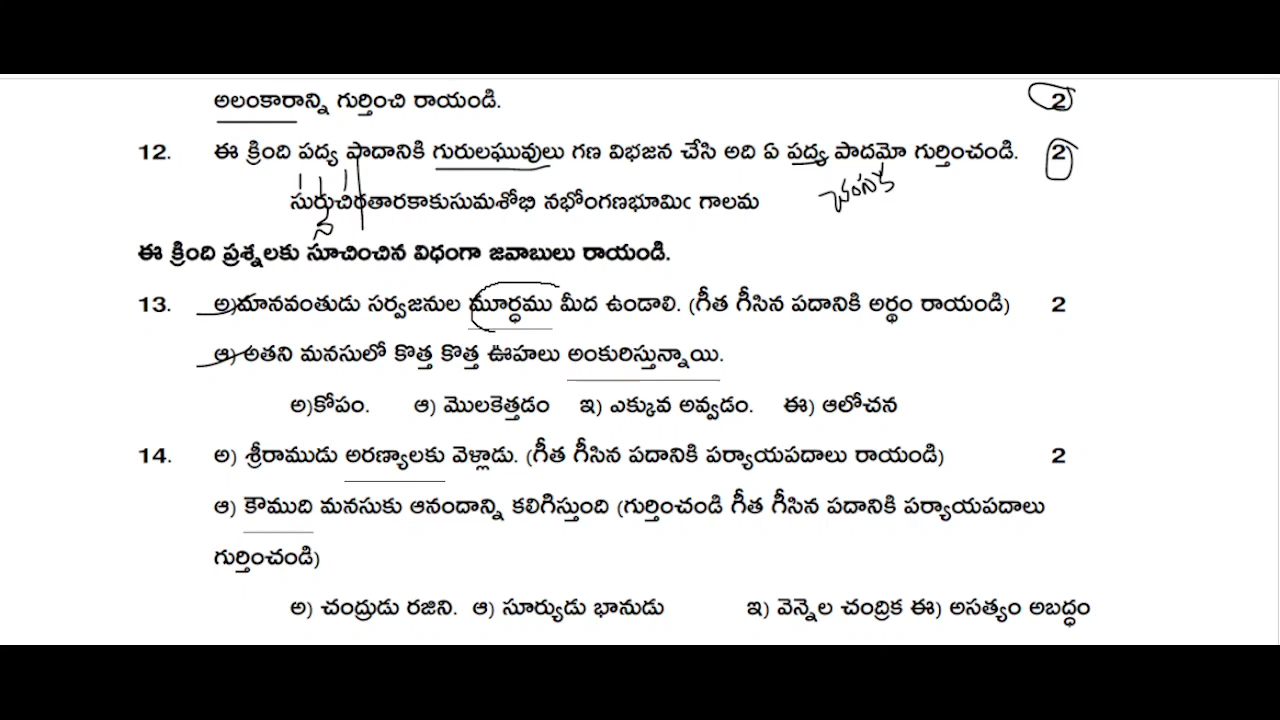 అలంకారాన్ని గుర్తించి రాయండి. 2
12. ఈ క్రింది పద్య పాదానికి గురులఘువులు గణ విభజన చేసి అది ఏ పద్య పాదమో గుర్తించండి. 2
సురుచిరతారకాకుసుమశోభి నభోంగణభూమిఁ గాలమ
ఈ క్రింది ప్రశ్నలకు సూచించిన విధంగా జవాబులు రాయండి.
13. అ)మానవంతుడు సర్వజనుల మూర్ధము మీద ఉండాలి. (గీత గీసిన పదానికి అర్థం రాయండి) 2
ఆ) అతని మనసులో కొత్త కొత్త ఊహలు అంకురిస్తున్నాయి.
అ)కోపం. ఆ) మొలకెత్తడం ఇ) ఎక్కువ అవ్వడం. ఈ) ఆలోచన
14. అ) శ్రీరాముడు అరణ్యాలకు వెళ్లాడు. (గీత గీసిన పదానికి పర్యాయపదాలు రాయండి) 2
ఆ) కౌముది మనసుకు ఆనందాన్ని కలిగిస్తుంది (గుర్తించండి గీత గీసిన పదానికి పర్యాయపదాలు
గుర్తించండి)
అ) చంద్రుడు రజిని. ఆ) సూర్యుడు భానుడు ఇ) వెన్నెల చంద్రిక ఈ) అసత్యం అబద్ధం